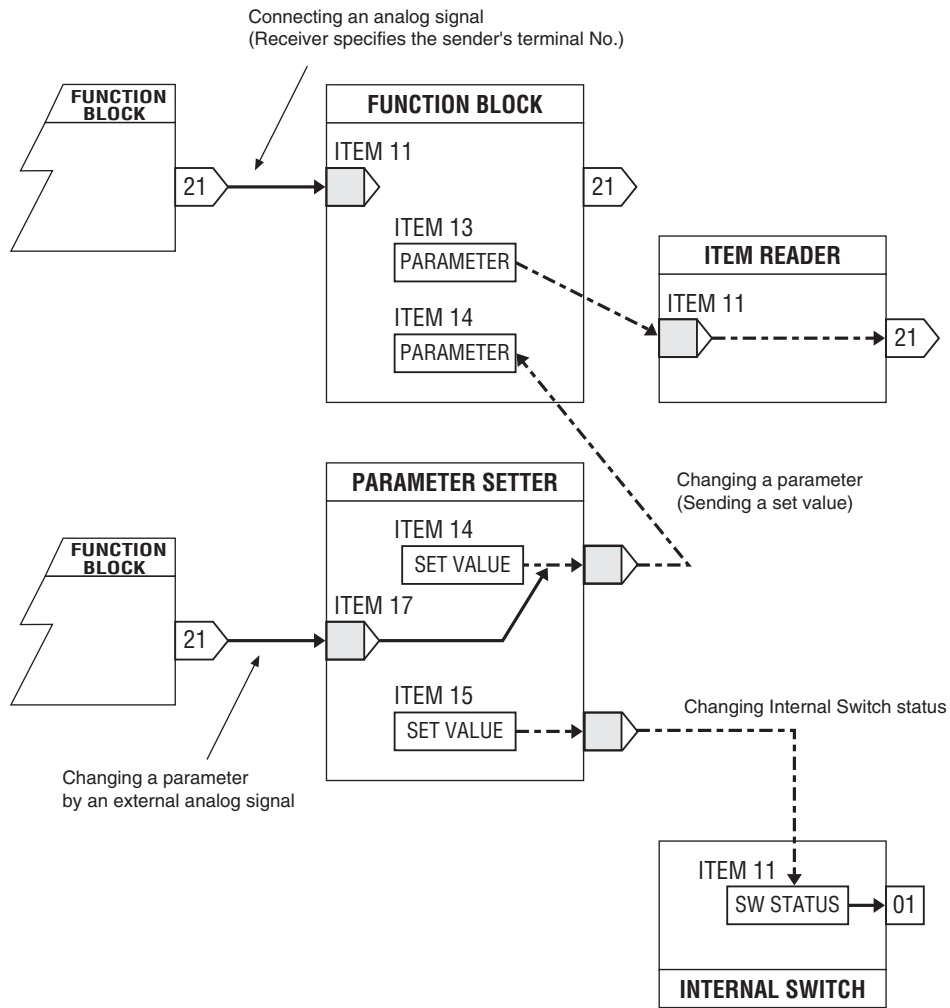 Connecting an analog signal
(Receiver specifies the sender's terminal No.)
FUNCTION
BLOCK
21
FUNCTION BLOCK
ITEM 11
21
ITEM 13
PARAMETER
ITEM 14
PARAMETER
ITEM READER
ITEM 11
21
Changing a parameter
(Sending a set value)
PARAMETER SETTER
ITEM 14
SET VALUE
FUNCTION
BLOCK
21
ITEM 17
ITEM 15
SET VALUE
Changing Internal Switch status
Changing a parameter
by an external analog signal
ITEM 11
SW STATUS
01
INTERNAL SWITCH